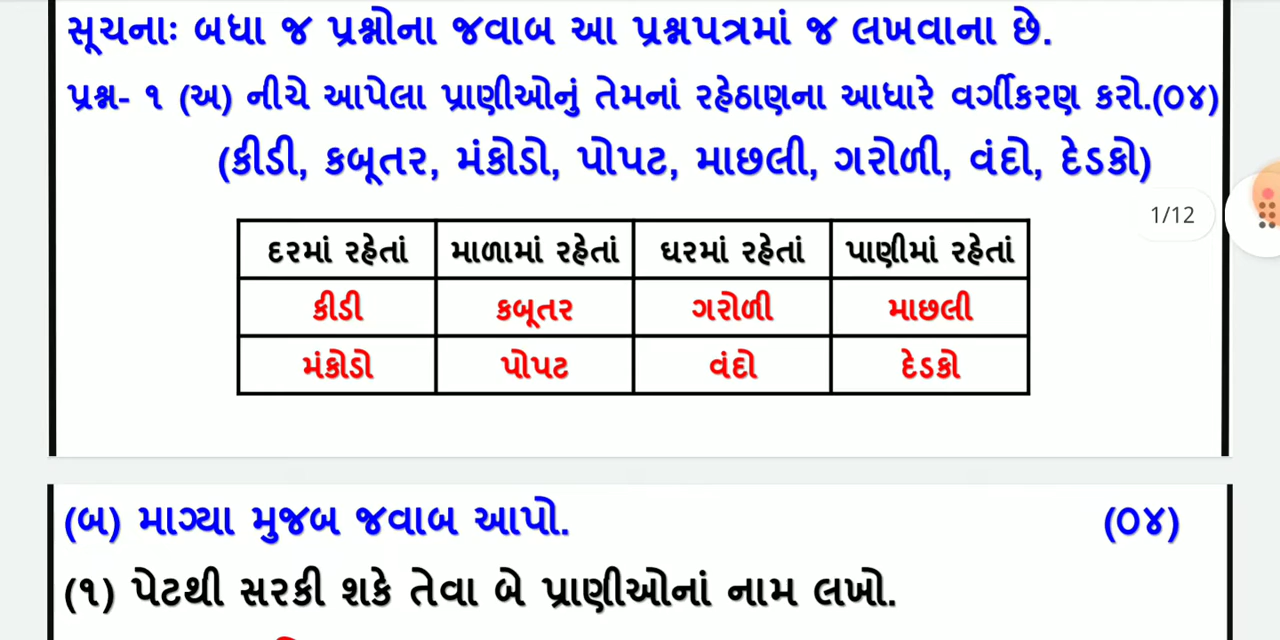 સૂચનાઃ બધા જ પ્રશ્નોના જવાબ આ પ્રશ્નપત્રમાં જ લખવાના છે.
પ્રશ્ન- ૧ (અ) નીચે આપેલા પ્રાણીઓનું તેમનાં રહેઠાણના આધારે વર્ગીકરણ કરો.(૦૪)
(કીડી, કબૂતર, મંકોડો, પોપટ, માછલી, ગરોળી, વંદો, દેડકો)
1/12
દરમાં રહેતાં માળામાં રહેતાં ઘરમાં રહેતાં પાણીમાં રહેતાં
કીડી કબૂતર ગરોળી માછલી
મંકોડો પોપટ વંદો દેડકો
(બ) માગ્યા મુજબ જવાબ આપો. (૦૪)
(૧) પેટથી સરકી શકે તેવા બે પ્રાણીઓનાં નામ લખો.